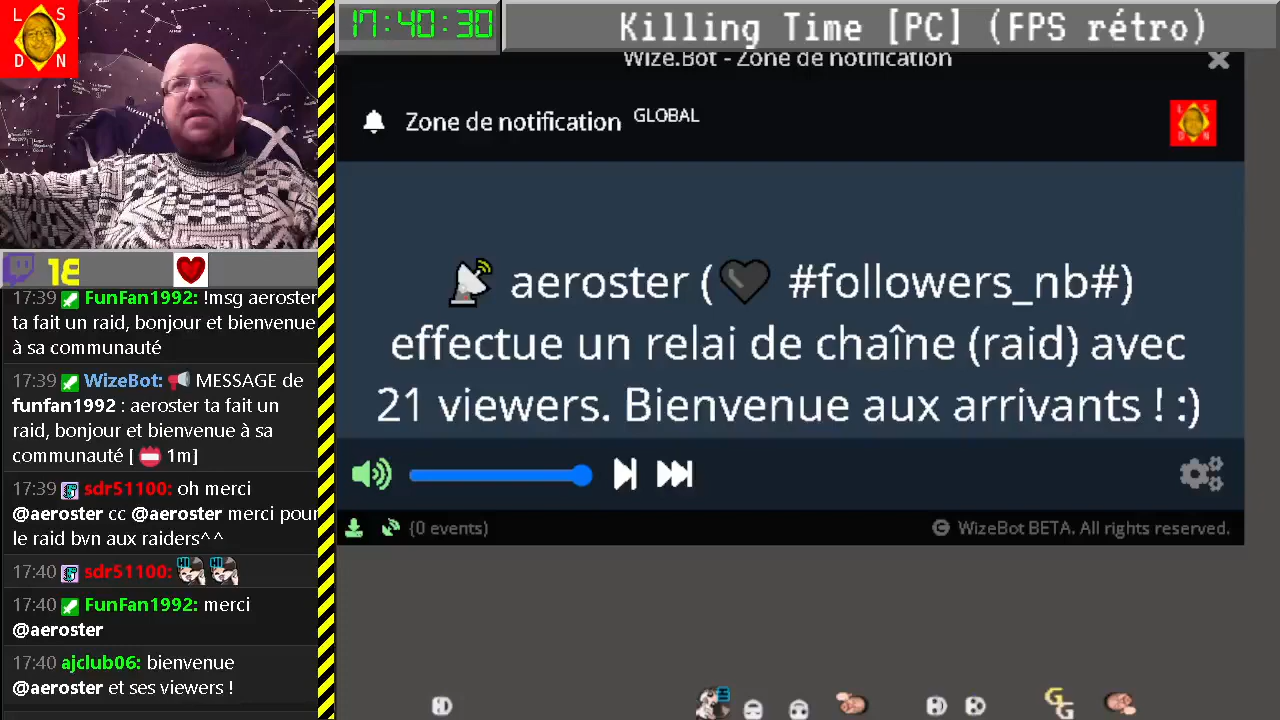 L S
D N
17:40:30
Killing Time [PC] (FPS rétro)
Wize.Bot - Zone de notification
Zone de notification GLOBAL
L S
D N
aeroster ( #followers_nb#)
effectue un relai de chaîne (raid) avec
21 viewers. Bienvenue aux arrivants ! :)
(0 events)
WizeBot BETA. All rights reserved.
18
17:39 FunFan1992: !msg aeroster
ta fait un raid, bonjour et bienvenue
à sa communauté
17:39 WizeBot: MESSAGE de
funfan1992 : aeroster ta fait un
raid, bonjour et bienvenue à sa
communauté [ 1m]
17:39 sdr51100: oh merci
@aeroster cc @aeroster merci pour
le raid bvn aux raiders^^
17:40 sdr51100:
17:40 FunFan1992: merci
@aeroster
17:40 ajclub06: bienvenue
@aeroster et ses viewers !
GG